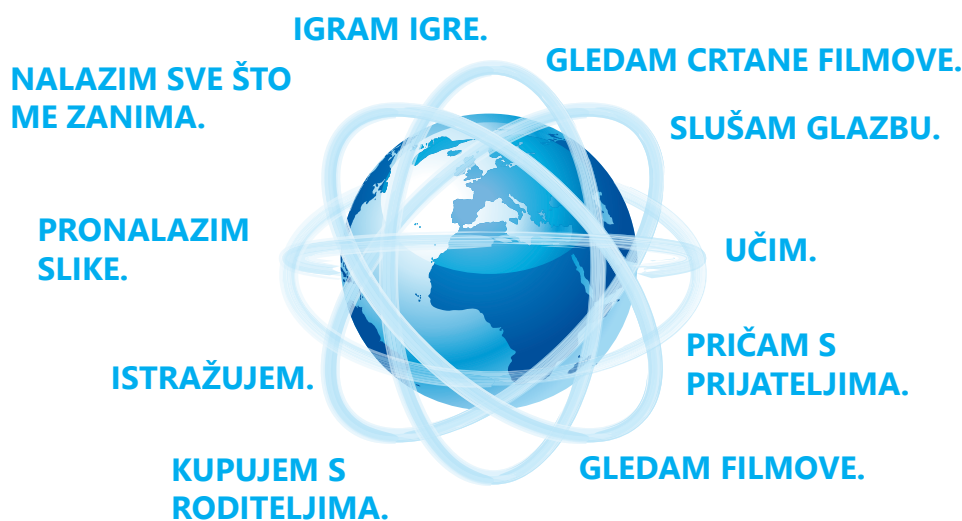 IGRAM IGRE.
GLEDAM CRTANE FILMOVE.
NALAZIM SVE ŠTO
ME ZANIMA.
SLUŠAM GLAZBU.
PRONALAZIM
SLIKE.
UČIM.
PRIČAM S
PRIJATELJIMA.
ISTRAŽUJEM.
KUPUJEM S
RODITELJIMA.
GLEDAM FILMOVE.